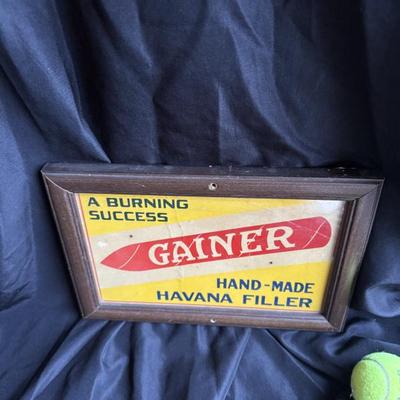 A BURNING
SUCCESS
GAINER
HAND-MADE
HAVANA FILLER